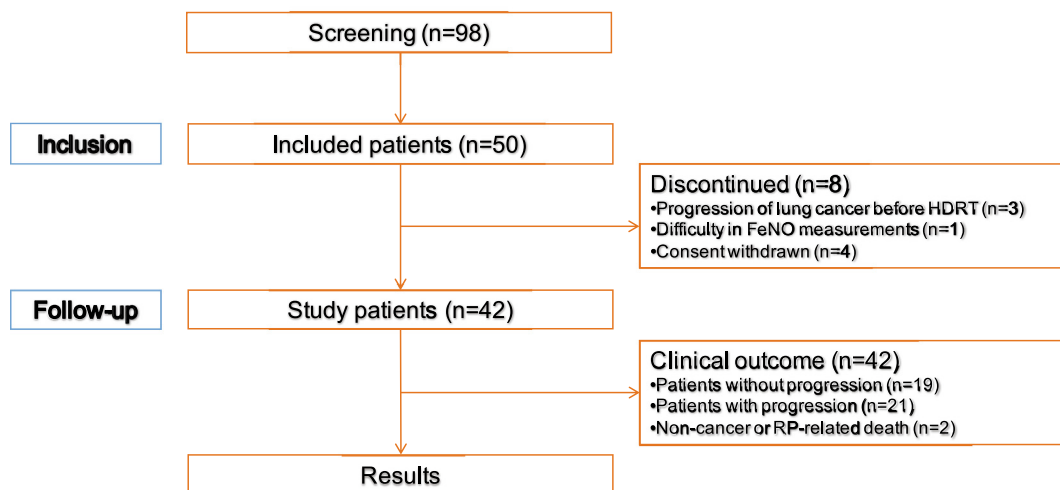 Screening (n=98)
Inclusion
Included patients (n=50)
Discontinued (n=8)
•Progression of lung cancer before HDRT (n=3)
•Difficulty in FeNO measurements (n=1)
•Consent withdrawn (n=4)
Follow-up
Study patients (n=42)
Clinical outcome (n=42)
•Patients without progression (n=19)
•Patients with progression (n=21)
•Non-cancer or RP-related death (n=2)
Results